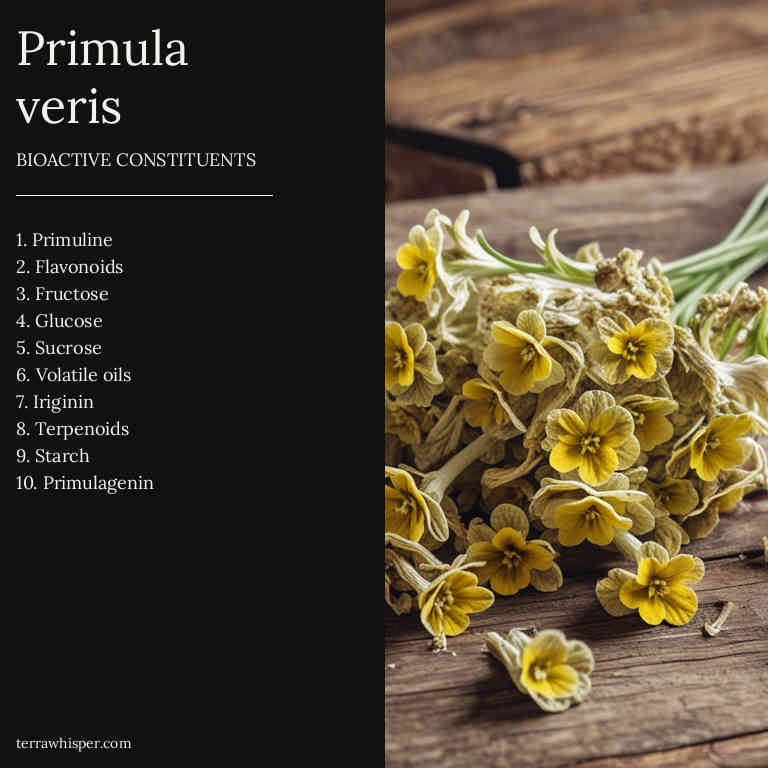 Primula
veris
BIOACTIVE CONSTITUENTS
1. Primuline
2. Flavonoids
3. Fructose
4. Glucose
5. Sucrose
6. Volatile oils
7. Iriginin
8. Terpenoids
9. Starch
10. Primulagenin
terrawhisper.com